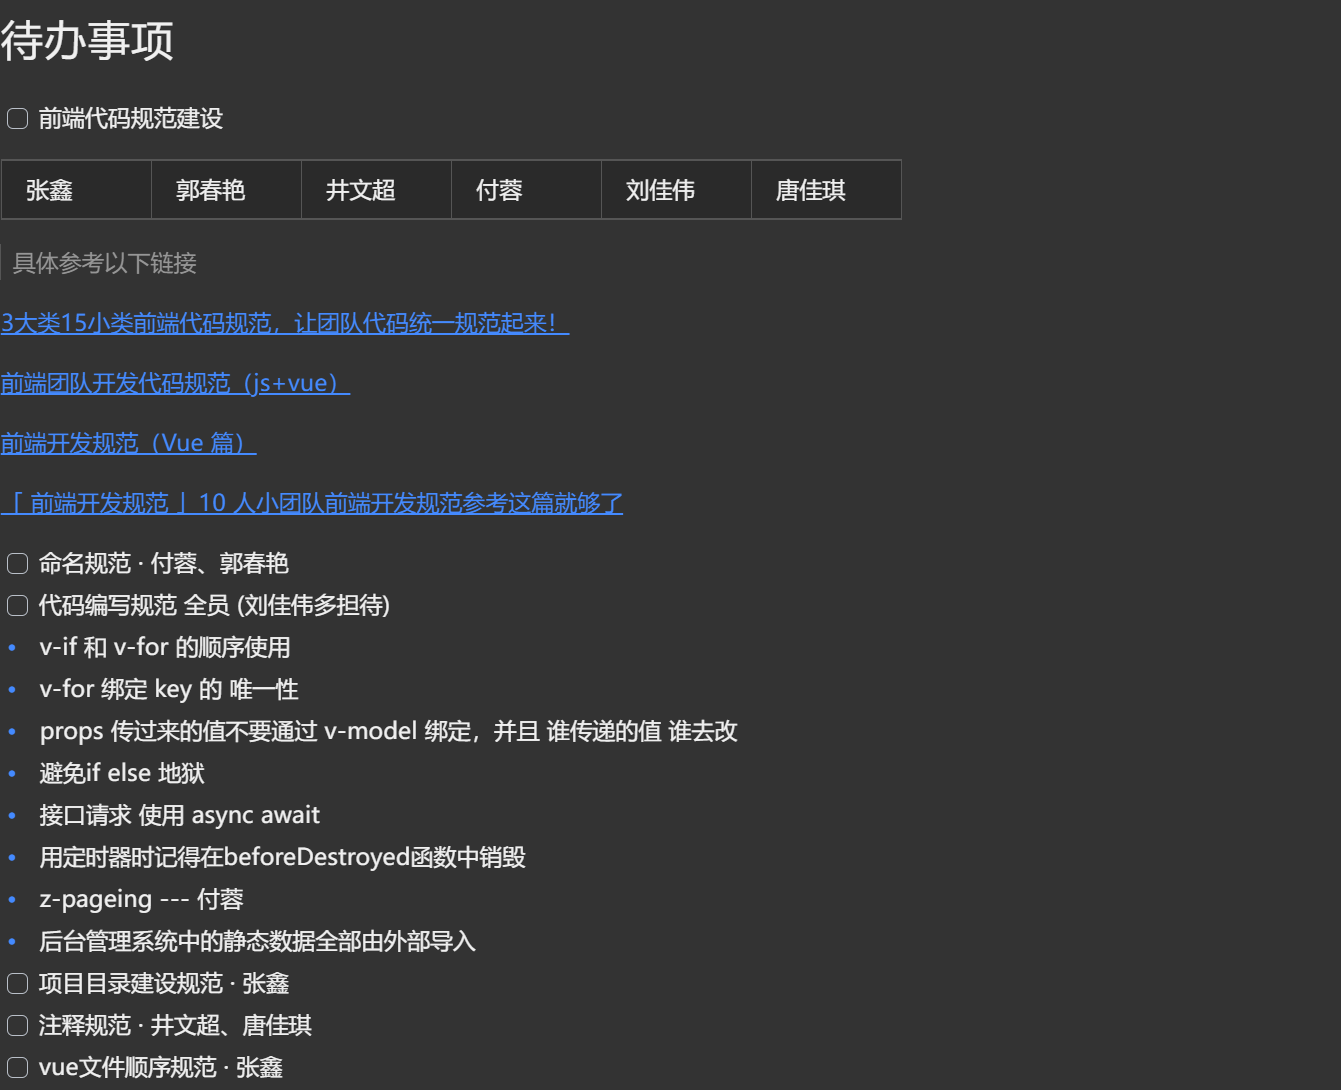 待办事项
前端代码规范建设
张鑫 郭春艳 井文超 付蓉 刘佳伟 唐佳琪
具体参考以下链接
3大类15小类前端代码规范，让团队代码统一规范起来！
前端团队开发代码规范（js+vue）
前端开发规范（Vue 篇）
「 前端开发规范 」10 人小团队前端开发规范参考这篇就够了
命名规范 · 付蓉、郭春艳
代码编写规范 全员 (刘佳伟多担待)
v-if 和 v-for 的顺序使用
v-for 绑定 key 的 唯一性
props 传过来的值不要通过 v-model 绑定，并且 谁传递的值 谁去改
避免if else 地狱
接口请求 使用 async await
用定时器时记得在beforeDestroyed函数中销毁
z-pageing --- 付蓉
后台管理系统中的静态数据全部由外部导入
项目目录建设规范 · 张鑫
注释规范 · 井文超、唐佳琪
vue文件顺序规范 · 张鑫